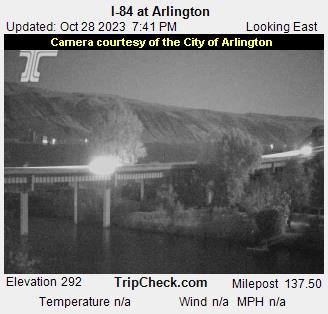 I-84 at Arlington
Updated: Oct 28 2023 7:41 PM Looking East
Camera courtesy of the City of Arlington
Elevation 292 TripCheck.com Milepost 137.50
Temperature n/a Wind n/a MPH n/a